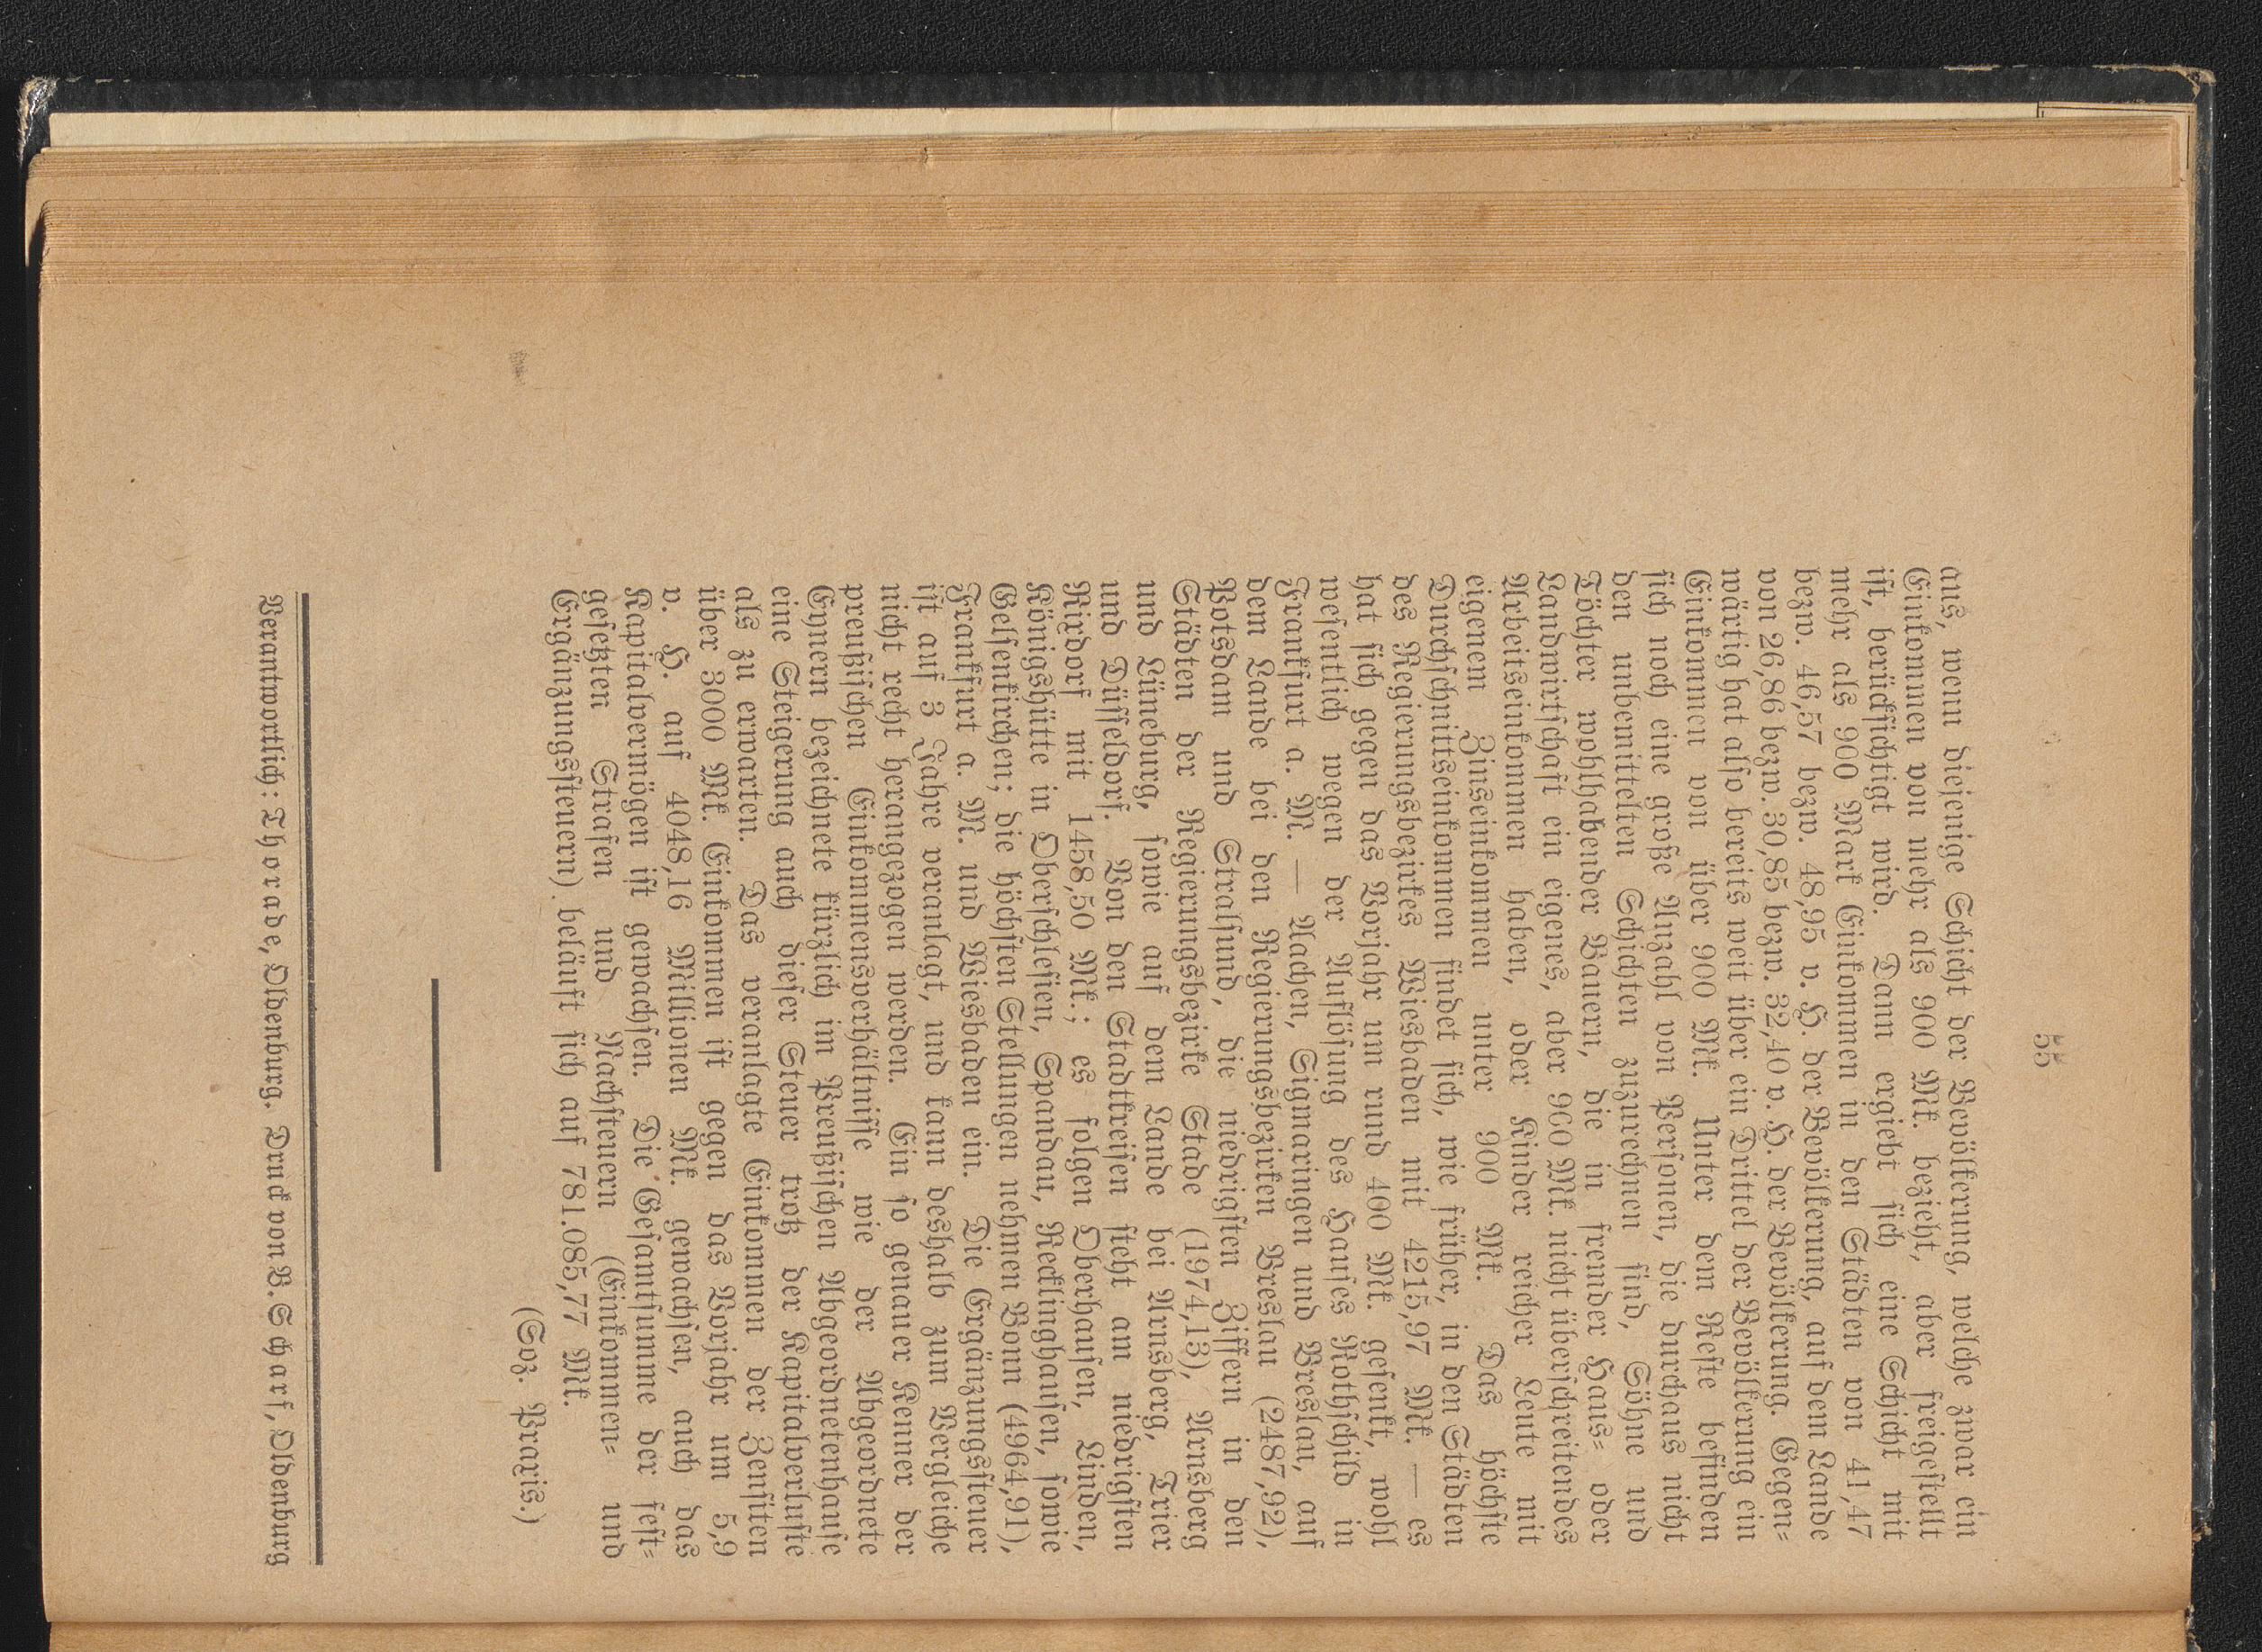 55
aus, wenn diejenige Schicht der Bevölkerung, welche zwar ein
Einkommen von mehr als 900 Mk. bezieht, aber freigestellt
ist, berücksichtigt wird. Dann ergiebt sich eine Schicht mit
mehr als 900 Mark Einkommen in den Städten von 41,47
bezw. 46,57 bezw. 48,95 v. H. der Bevölkerung, auf dem Lande
von 26,86 bezw. 30,85 bezw. 32,40 v. H. der Bevölkerung. Gegen-
wärtig hat also bereits weit über ein Drittel der Bevölkerung ein
Einkommen von über 900 Mk. Unter dem Reste befinden
sich noch eine große Anzahl von Personen, die durchaus nicht
den unbemittelten Schichten zuzurechnen sind, Söhne und
Töchter wohlhabender Bauern, die in fremder Haus- oder
Landwirtschaft ein eigenes, aber 900 Mk. nicht überschreitendes
Arbeitseinkommen haben, oder Kinder reicher Leute mit
eigenem Zinseinkommen unter 900 Mk. Das höchste
Durchschnittseinkommen findet sich, wie früher, in den Städten
des Regierungsbezirkes Wiesbaden mit 4215,97 Mk. — es
hat sich gegen das Vorjahr um rund 400 Mk. gesenkt, wohl
wesentlich wegen der Auflösung des Hauses Rothschild in
Frankfurt a. M. — Aachen, Sigmaringen und Breslau, auf
dem Lande bei den Regierungsbezirken Breslau (2487,92),
Potsdam und Stralsund, die niedrigsten Ziffern in den
Städten der Regierungsbezirke Stade (1974,13), Arnsberg
und Lüneburg, sowie auf dem Lande bei Arnsberg, Trier
und Düsseldorf. Von den Stadtkreisen steht am niedrigsten
Rixdorf mit 1458,50 Mk.; es folgen Oberhausen, Linden,
Königshütte in Oberschlesien, Spandau, Recklinghausen, sowie
Gelsenkirchen; die höchsten Stellungen nehmen Bonn (4964,91),
Frankfurt a. M. und Wiesbaden ein. Die Ergänzungssteuer
ist auf 3 Jahre veranlagt, und kann deshalb zum Vergleiche
nicht recht herangezogen werden. Ein so genauer Kenner der
preußischen Einkommensverhältnisse wie der Abgeordnete
Eynern bezeichnete kürzlich im Preußischen Abgeordnetenhause
eine Steigerung auch dieser Steuer trotz der Kapitalverluste
als zu erwarten. Das veranlagte Einkommen der Zensiten
über 3000 Mk. Einkommen ist gegen das Vorjahr um 5,9
v. H. auf 4048,16 Millionen Mk. gewachsen, auch das
Kapitalvermögen ist gewachsen. Die Gesamtsumme der fest-
gesetzten Strafen und Nachsteuern (Einkommen- und
Ergänzungssteuern) beläuft sich auf 781.085,77 Mk.
(Soz. Praxis.)
Verantwortlich: Thorade, Oldenburg. Druck von B. Scharf, Oldenburg